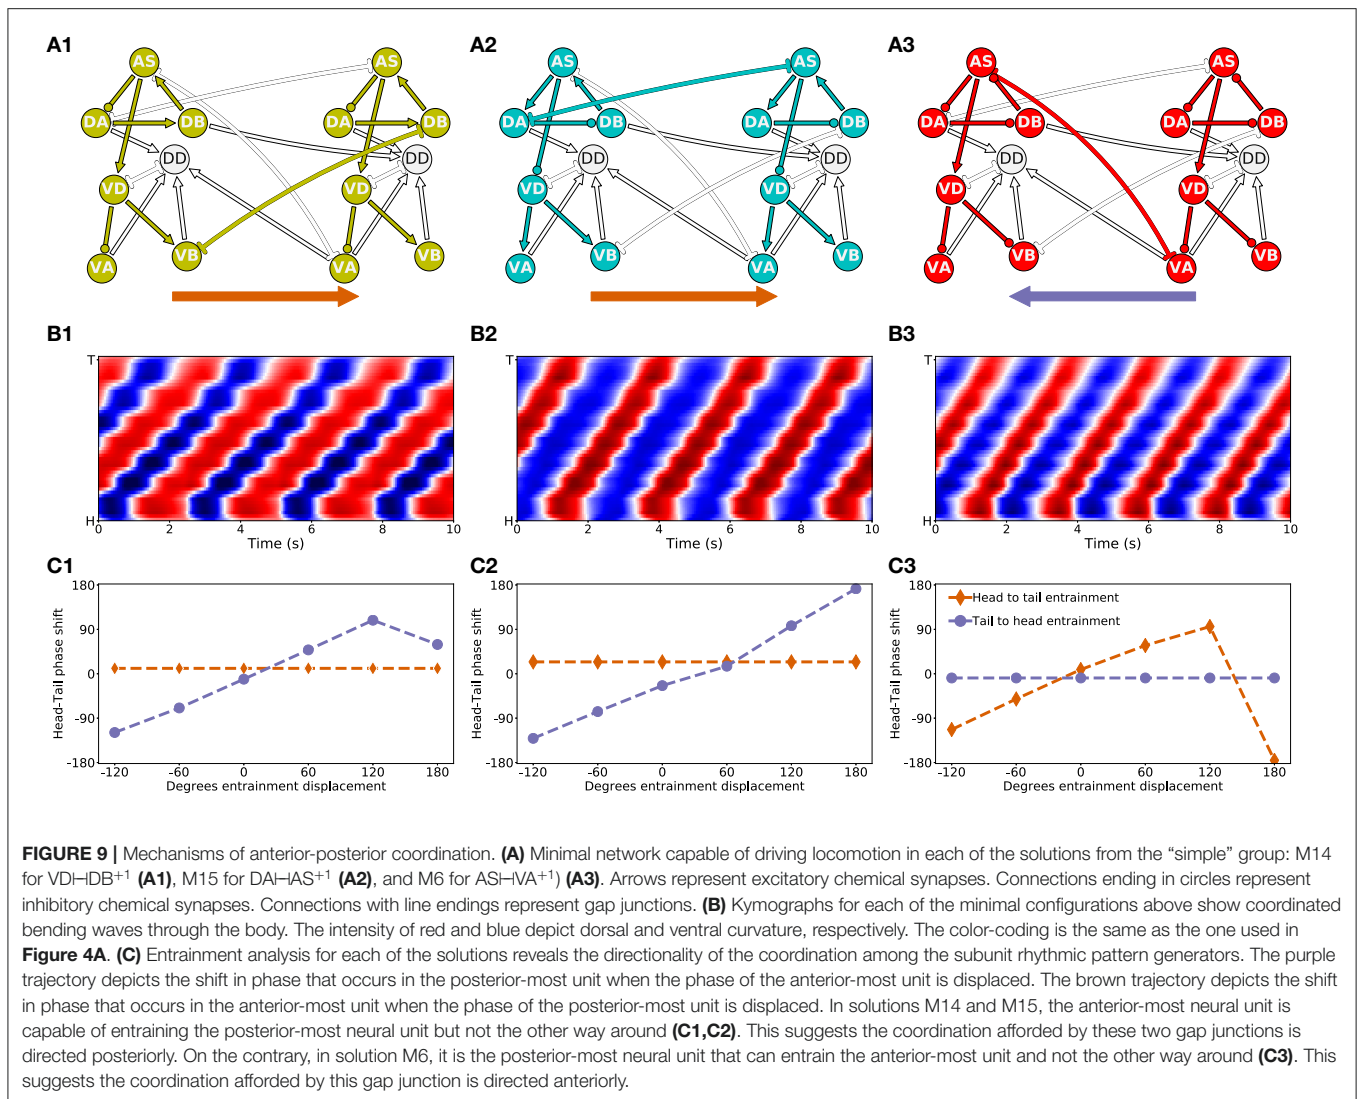 A1
A2
A3
AS
AS
AS
AS
AS
AS
DA
DB
DA
DB
DA
DB
DA
DB
DA
DB
DA
DB
DD
DD
DD
DD
DD
DD
VD
VD
VD
VD
VD
VD
VA
VB
VA
VB
VA
VB
VA
VB
VA
VB
VA
VB
B1
B2
B3
T
H
0 2 4 6 8 10
Time (s)
T
H
0 2 4 6 8 10
Time (s)
T
H
0 2 4 6 8 10
Time (s)
C1
C2
C3
Head-Tail phase shift
180
90
0
-90
-180
-120 -60 0 60 120 180
Degrees entrainment displacement
Head-Tail phase shift
180
90
0
-90
-180
-120 -60 0 60 120 180
Degrees entrainment displacement
Head-Tail phase shift
180
90
0
-90
-180
Head to tail entrainment
Tail to head entrainment
-120 -60 0 60 120 180
Degrees entrainment displacement
FIGURE 9 | Mechanisms of anterior-posterior coordination. (A) Minimal network capable of driving locomotion in each of the solutions from the “simple” group: M14
for VD⊢⊣DB+1 (A1), M15 for DA⊢⊣AS+1 (A2), and M6 for AS⊢⊣VA+1) (A3). Arrows represent excitatory chemical synapses. Connections ending in circles represent
inhibitory chemical synapses. Connections with line endings represent gap junctions. (B) Kymographs for each of the minimal configurations above show coordinated
bending waves through the body. The intensity of red and blue depict dorsal and ventral curvature, respectively. The color-coding is the same as the one used in
Figure 4A. (C) Entrainment analysis for each of the solutions reveals the directionality of the coordination among the subunit rhythmic pattern generators. The purple
trajectory depicts the shift in phase that occurs in the posterior-most unit when the phase of the anterior-most unit is displaced. The brown trajectory depicts the shift
in phase that occurs in the anterior-most unit when the phase of the posterior-most unit is displaced. In solutions M14 and M15, the anterior-most neural unit is
capable of entraining the posterior-most neural unit but not the other way around (C1,C2). This suggests the coordination afforded by these two gap junctions is
directed posteriorly. On the contrary, in solution M6, it is the posterior-most neural unit that can entrain the anterior-most unit and not the other way around (C3). This
suggests the coordination afforded by this gap junction is directed anteriorly.